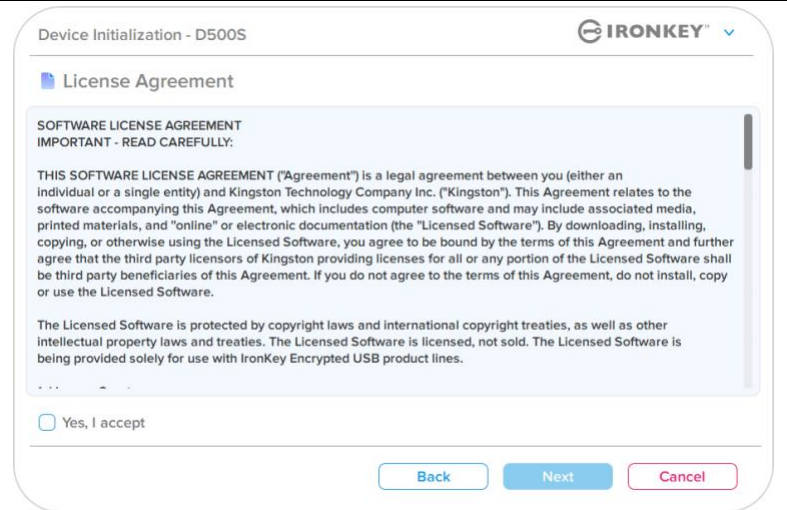 Device Initialization - D500S
IRONKEY™
License Agreement
SOFTWARE LICENSE AGREEMENT
IMPORTANT - READ CAREFULLY:
THIS SOFTWARE LICENSE AGREEMENT ("Agreement") is a legal agreement between you (either an
individual or a single entity) and Kingston Technology Company Inc. ("Kingston"). This Agreement relates to the
software accompanying this Agreement, which includes computer software and may include associated media,
printed materials, and "online" or electronic documentation (the "Licensed Software"). By downloading, installing,
copying, or otherwise using the Licensed Software, you agree to be bound by the terms of this Agreement and further
agree that the third party licensors of Kingston providing licenses for all or any portion of the Licensed Software shall
be third party beneficiaries of this Agreement. If you do not agree to the terms of this Agreement, do not install, copy
or use the Licensed Software.
The Licensed Software is protected by copyright laws and international copyright treaties, as well as other
intellectual property laws and treaties. The Licensed Software is licensed, not sold. The Licensed Software is
being provided solely for use with IronKey Encrypted USB product lines.
Yes, I accept
Back
Next
Cancel